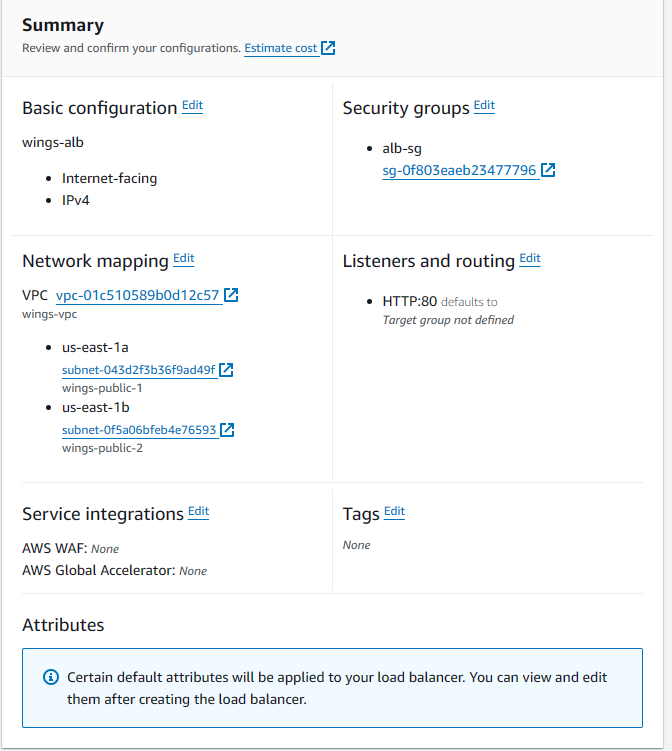 Summary
Review and confirm your configurations. Estimate cost
Basic configuration Edit
wings-alb
Internet-facing
IPv4
Security groups Edit
alb-sg
sg-0f803eaeb23477796
Network mapping Edit
VPC vpc-01c510589b0d12c57
wings-vpc
us-east-1a
subnet-043d2f3b36f9ad49f
wings-public-1
us-east-1b
subnet-0f5a06bfeb4e76593
wings-public-2
Listeners and routing Edit
HTTP:80 defaults to
Target group not defined
Service integrations Edit
AWS WAF: None
AWS Global Accelerator: None
Tags Edit
None
Attributes
Certain default attributes will be applied to your load balancer. You can view and edit
them after creating the load balancer.